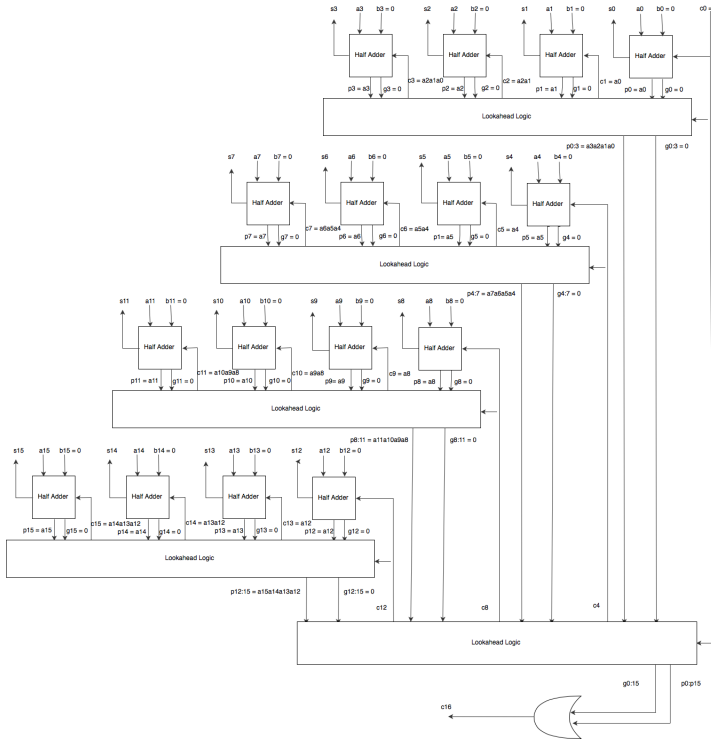 s3 a3 b3 = 0 s2 a2 b2 = 0 s1 a1 b1 = 0 s0 a0 b0 = 0 c0 =
Half Adder Half Adder Half Adder Half Adder
c3 = a2a1a0 c2 = a2a1 c1 = a0
p3 = a3 g3 = 0 p2 = a2 g2 = 0 p1 = a1 g1 = 0 p0 = a0 g0 = 0
Lookahead Logic
p0:3 = a3a2a1a0 g0:3 = 0
s7 a7 b7 = 0 s6 a6 b6 = 0 s5 a5 b5 = 0 s4 a4 b4 = 0
Half Adder Half Adder Half Adder Half Adder
c7 = a6a5a4 c6 = a5a4 c5 = a4
p7 = a7 g7 = 0 p6 = a6 g6 = 0 p1= a5 g5 = 0 p5 = a5 g4 = 0
Lookahead Logic
p4:7 = a7a6a5a4 g4:7 = 0
s11 a11 b11 = 0 s10 a10 b10 = 0 s9 a9 b9 = 0 s8 a8 b8 = 0
Half Adder Half Adder Half Adder Half Adder
c11 = a10a9a8 c10 = a9a8 c9 = a8
p11 = a11 g11 = 0 p10 = a10 g10 = 0 p9= a9 g9 = 0 p8 = a8 g8 = 0
Lookahead Logic
p8:11 = a11a10a9a8 g8:11 = 0
s15 a15 b15 = 0 s14 a14 b14 = 0 s13 a13 b13 = 0 s12 a12 b12 = 0
Half Adder Half Adder Half Adder Half Adder
c15 = a14a13a12 c14 = a13a12 c13 = a12
p15 = a15 g15 = 0 p14 = a14 g14 = 0 p13 = a13 g13 = 0 p12 = a12 g12 = 0
Lookahead Logic
p12:15 = a15a14a13a12 g12:15 = 0 c12 c8 c4
Lookahead Logic
g0:15 p0:p15
c16